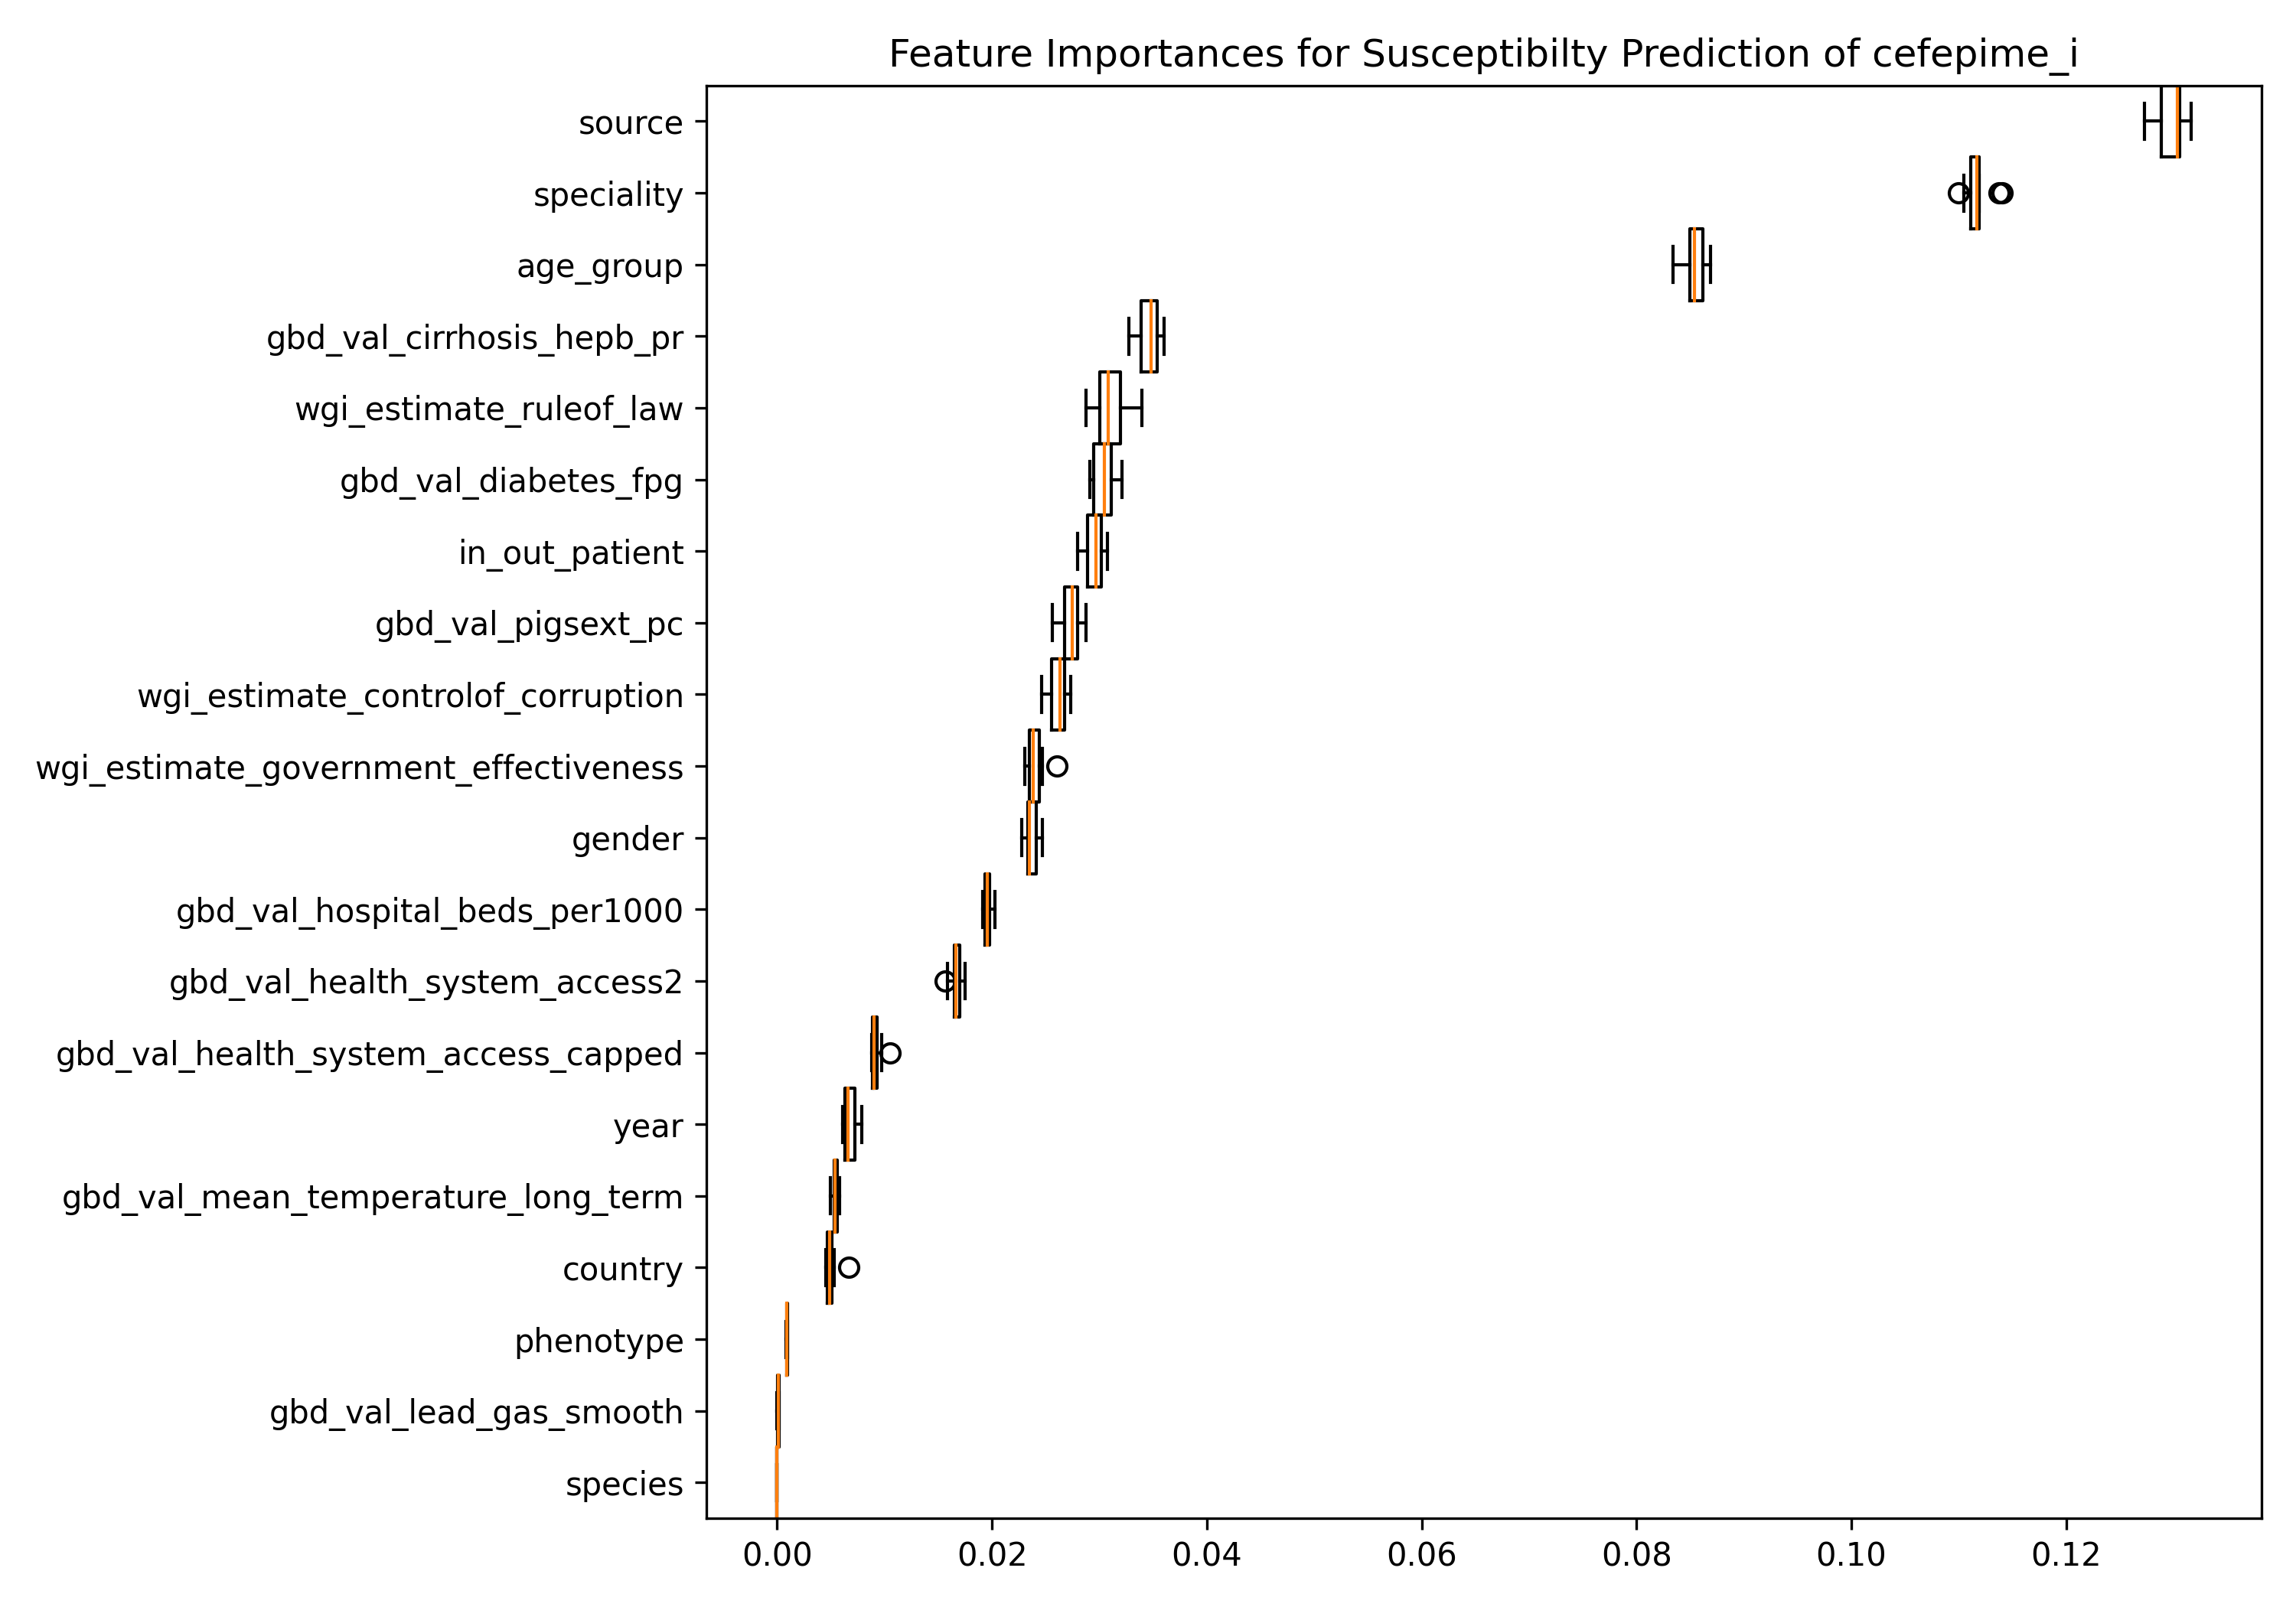 Feature Importances for Susceptibilty Prediction of cefepime_i
source
speciality
age_group
gbd_val_cirrhosis_hepb_pr
wgi_estimate_ruleof_law
gbd_val_diabetes_fpg
in_out_patient
gbd_val_pigsext_pc
wgi_estimate_controlof_corruption
wgi_estimate_government_effectiveness
gender
gbd_val_hospital_beds_per1000
gbd_val_health_system_access2
gbd_val_health_system_access_capped
year
gbd_val_mean_temperature_long_term
country
phenotype
gbd_val_lead_gas_smooth
species
0.00 0.02 0.04 0.06 0.08 0.10 0.12